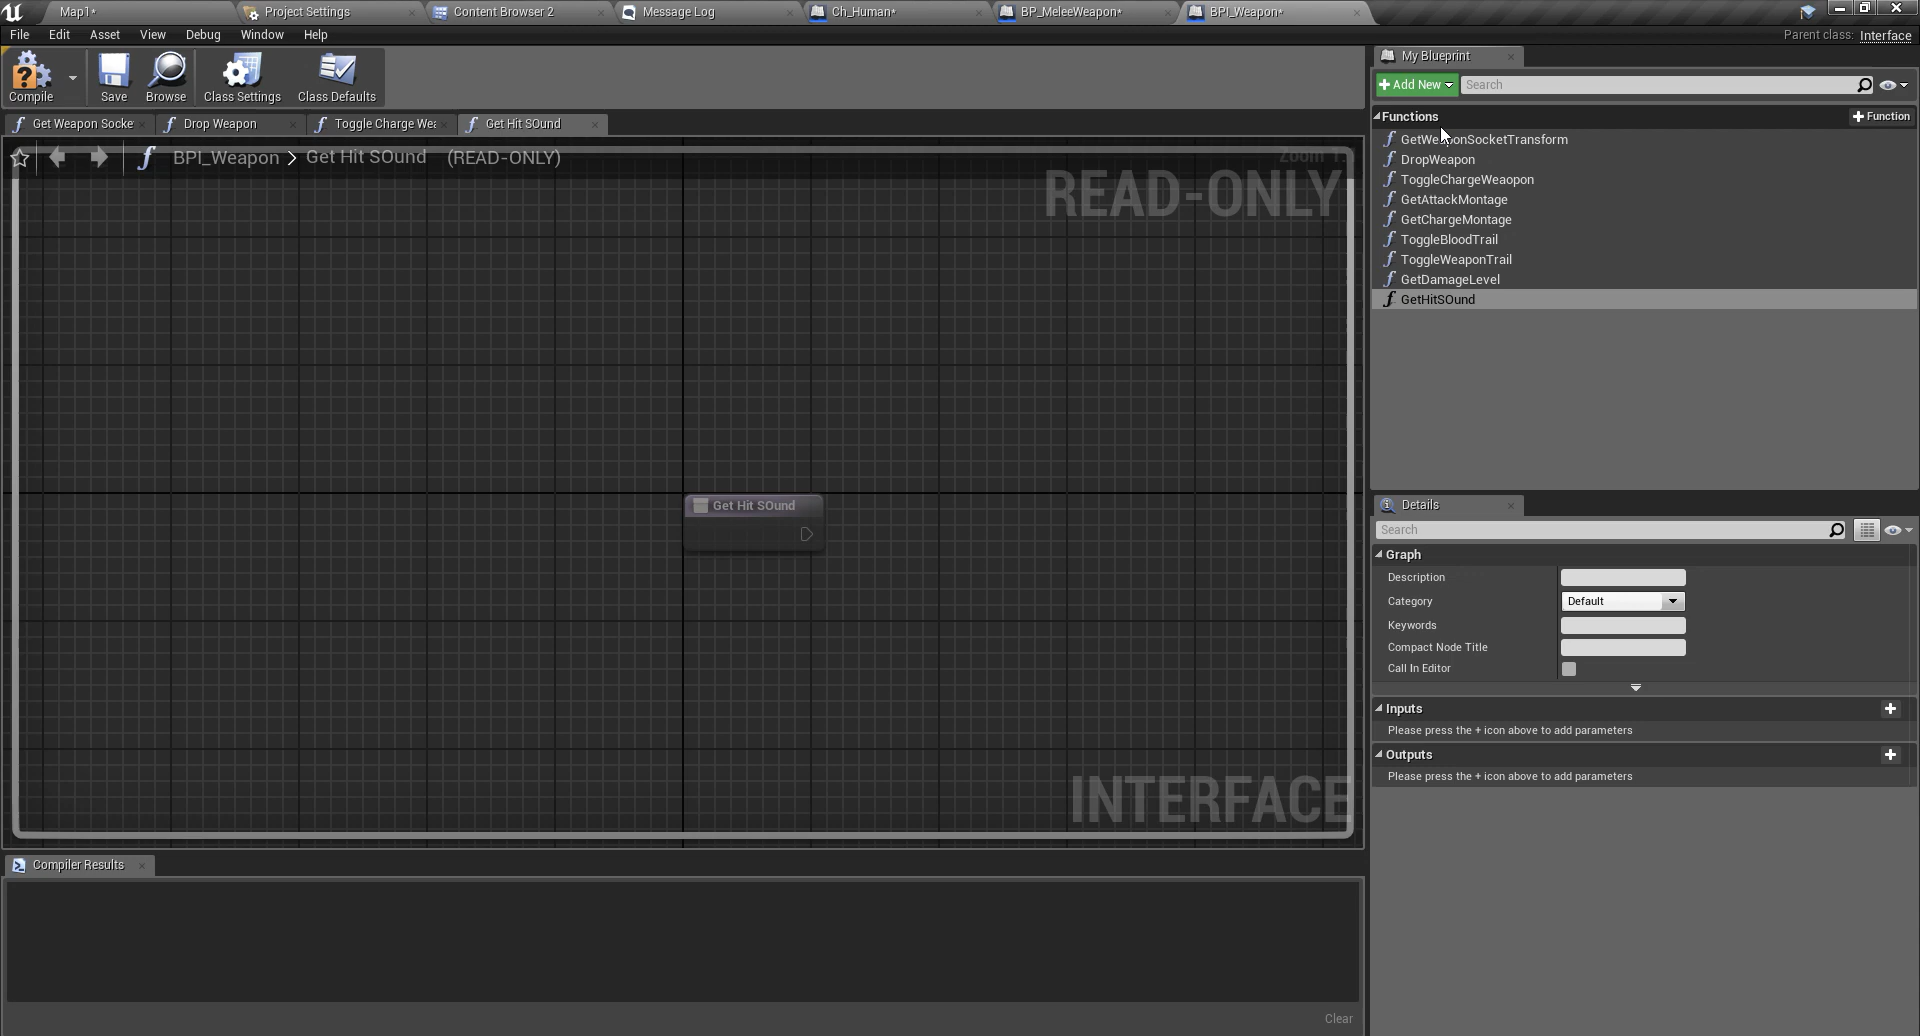 Map1*
Project Settings
Content Browser 2
Message Log
Ch_Human*
BP_MeleeWeapon*
BPI_Weapon*
File Edit Asset View Debug Window Help
Parent class: Interface
Compile
Save
Browse
Class Settings
Class Defaults
Get Weapon Socke
Drop Weapon
Toggle Charge Wea
Get Hit SOund
BPI_Weapon > Get Hit SOund (READ-ONLY)
Zoom
READ-ONLY
Get Hit SOund
INTERFACE
Compiler Results
Clear
My Blueprint
+ Add New
Search
Functions
+ Function
GetWeaponSocketTransform
DropWeapon
ToggleChargeWeaopon
GetAttackMontage
GetChargeMontage
ToggleBloodTrail
ToggleWeaponTrail
GetDamageLevel
GetHitSOund
Details
Search
Graph
Description
Category Default
Keywords
Compact Node Title
Call In Editor
Inputs
Please press the + icon above to add parameters
Outputs
Please press the + icon above to add parameters